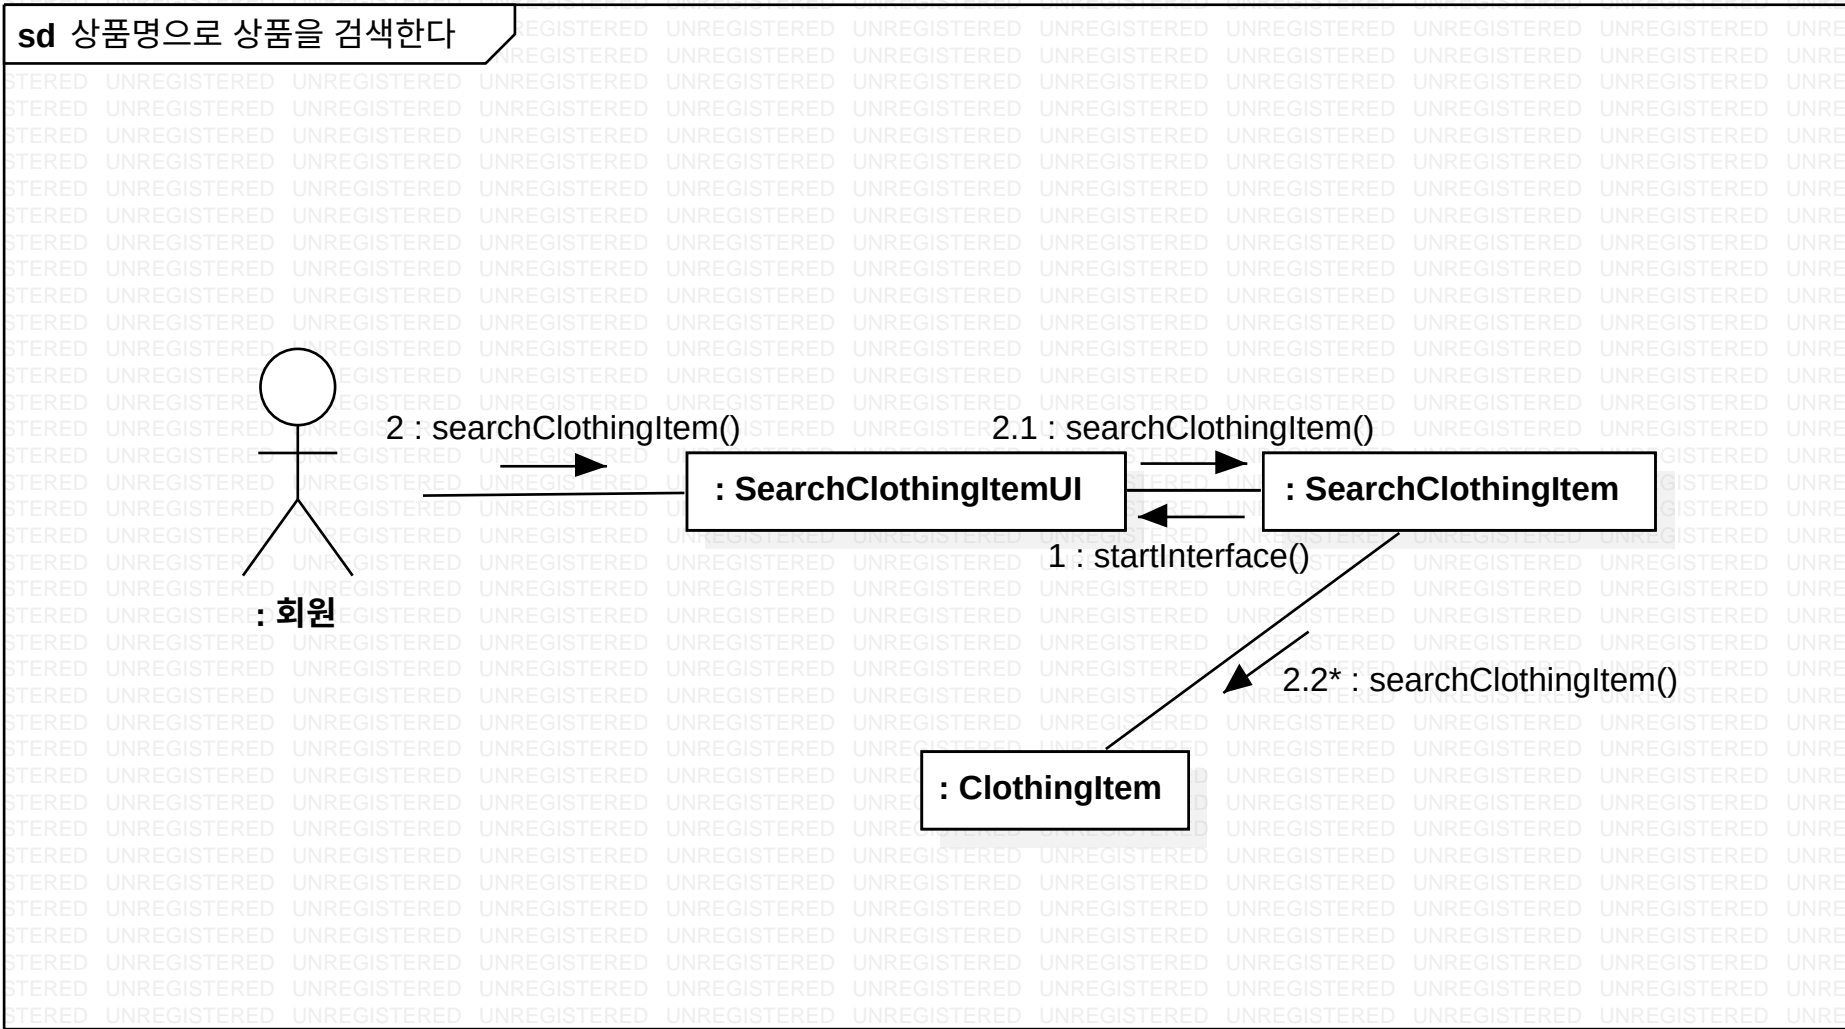 sd 상품명으로 상품을 검색한다
2 : searchClothingItem()
2.1 : searchClothingItem()
: SearchClothingItemUI
: SearchClothingItem
1 : startInterface()
: 회원
2.2* : searchClothingItem()
: ClothingItem
UNREGISTERED